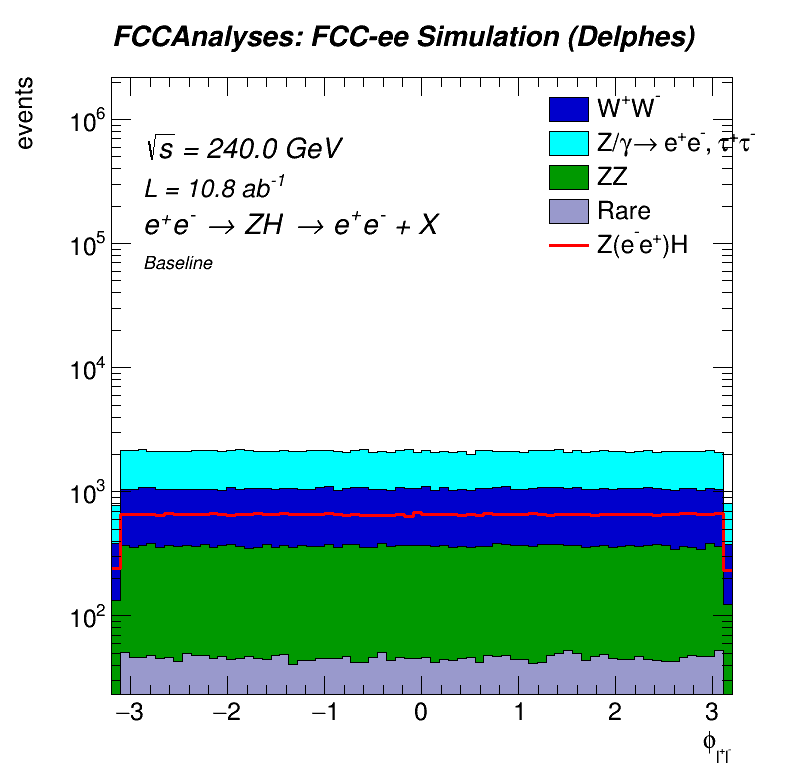 FCCAnalyses: FCC-ee Simulation (Delphes)
events
10⁶
10⁵
10⁴
10³
10²
√s = 240.0 GeV
L = 10.8 ab⁻¹
e⁺e⁻ → ZH → e⁺e⁻ + X
Baseline
W⁺W⁻
Z/γ→ e⁺e⁻, τ⁺τ⁻
ZZ
Rare
Z(e⁻e⁺)H
−3 −2 −1 0 1 2 3
ϕ_l⁺l⁻